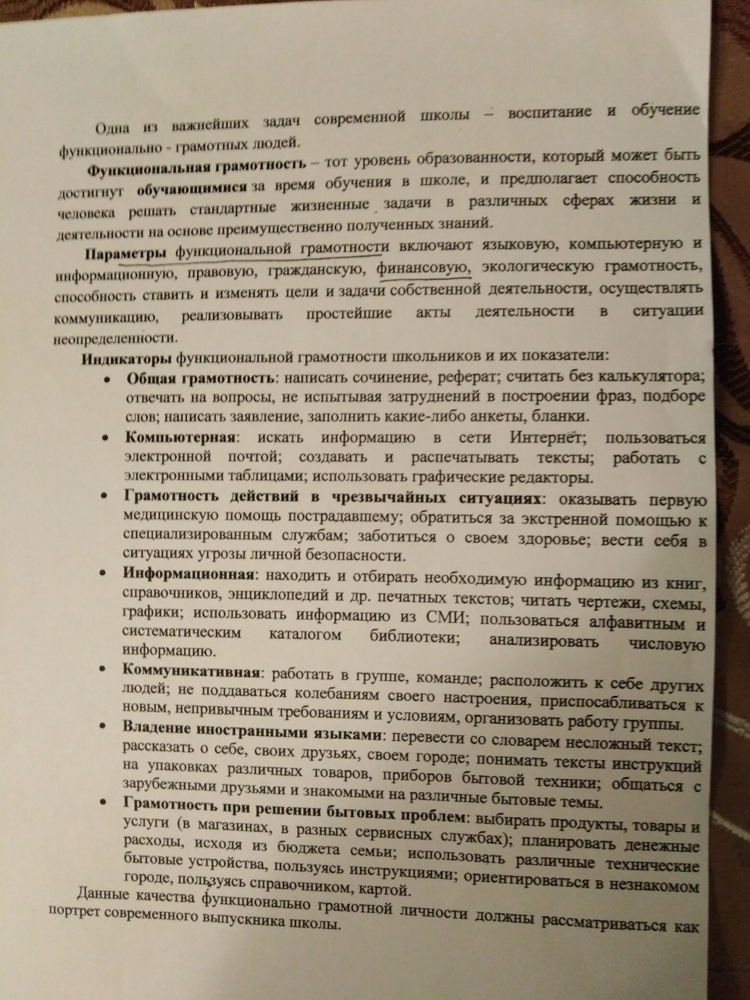 Одна из важнейших задач современной школы – воспитание и обучение
функционально - грамотных людей.
Функциональная грамотность – тот уровень образованности, который может быть
достигнут обучающимися за время обучения в школе, и предполагает способность
человека решать стандартные жизненные задачи в различных сферах жизни и
деятельности на основе преимущественно полученных знаний.
Параметры функциональной грамотности включают языковую, компьютерную и
информационную, правовую, гражданскую, финансовую, экологическую грамотность,
способность ставить и изменять цели и задачи собственной деятельности, осуществлять
коммуникацию, реализовывать простейшие акты деятельности в ситуации
неопределенности.
Индикаторы функциональной грамотности школьников и их показатели:
• Общая грамотность: написать сочинение, реферат; считать без калькулятора;
отвечать на вопросы, не испытывая затруднений в построении фраз, подборе
слов; написать заявление, заполнить какие-либо анкеты, бланки.
• Компьютерная: искать информацию в сети Интернет; пользоваться
электронной почтой; создавать и распечатывать тексты; работать с
электронными таблицами; использовать графические редакторы.
• Грамотность действий в чрезвычайных ситуациях: оказывать первую
медицинскую помощь пострадавшему; обратиться за экстренной помощью к
специализированным службам; заботиться о своем здоровье; вести себя в
ситуациях угрозы личной безопасности.
• Информационная: находить и отбирать необходимую информацию из книг,
справочников, энциклопедий и др. печатных текстов; читать чертежи, схемы,
графики; использовать информацию из СМИ; пользоваться алфавитным и
систематическим каталогом библиотеки; анализировать числовую
информацию.
• Коммуникативная: работать в группе, команде; расположить к себе других
людей; не поддаваться колебаниям своего настроения, приспосабливаться к
новым, непривычным требованиям и условиям, организовать работу группы.
• Владение иностранными языками: перевести со словарем несложный текст;
рассказать о себе, своих друзьях, своем городе; понимать тексты инструкций
на упаковках различных товаров, приборов бытовой техники; общаться с
зарубежными друзьями и знакомыми на различные бытовые темы.
• Грамотность при решении бытовых проблем: выбирать продукты, товары и
услуги (в магазинах, в разных сервисных службах); планировать денежные
расходы, исходя из бюджета семьи; использовать различные технические
бытовые устройства, пользуясь инструкциями; ориентироваться в незнакомом
городе, пользуясь справочником, картой.
Данные качества функционально грамотной личности должны рассматриваться как
портрет современного выпускника школы.